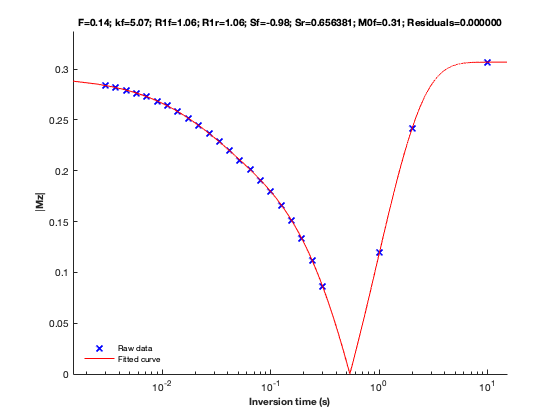 F=0.14; kf=5.07; R1f=1.06; R1r=1.06; Sf=-0.98; Sr=0.656381; M0f=0.31; Residuals=0.000000
|Mz|
0.3
0.25
0.2
0.15
0.1
0.05
0
Raw data
Fitted curve
10-2
10-1
100
101
Inversion time (s)